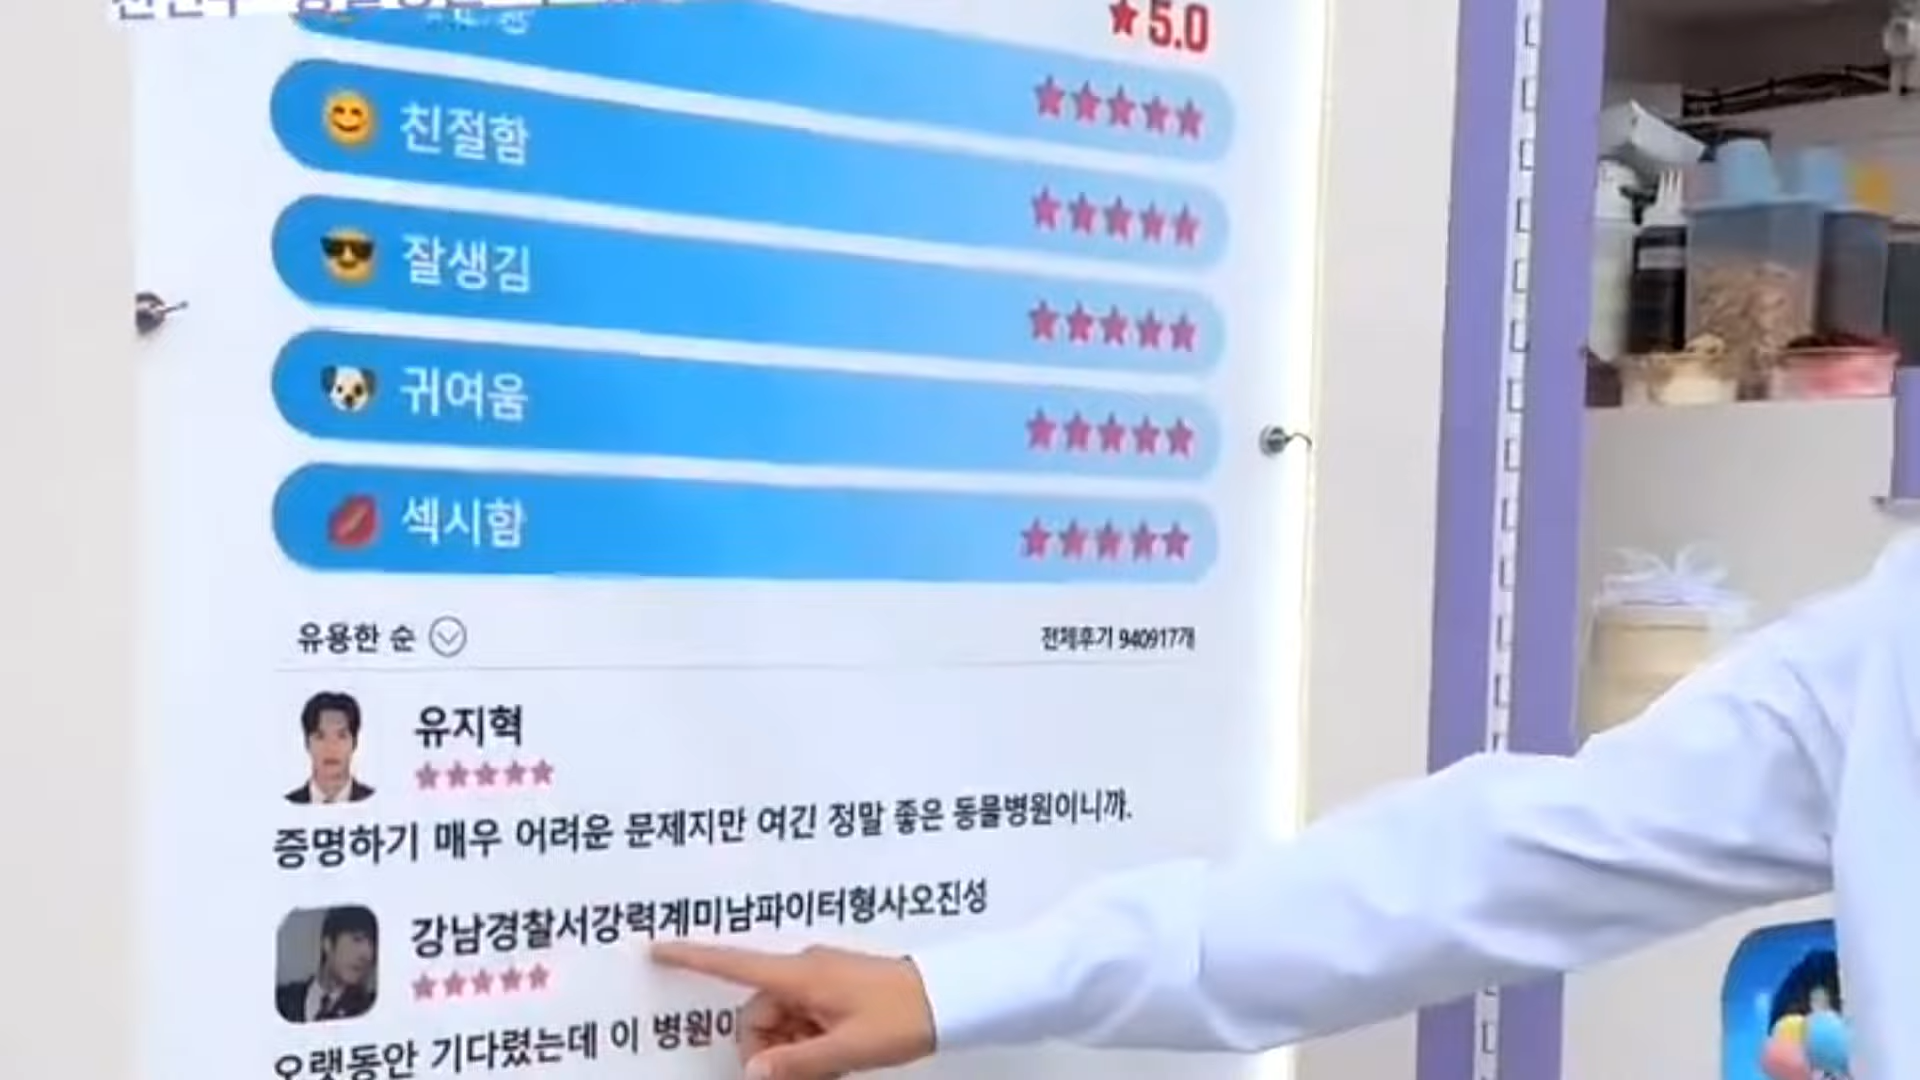 ★5.0
😊 친절함 ★★★★★
😎 잘생김 ★★★★★
🐶 귀여움 ★★★★★
💋 섹시함 ★★★★★
유용한 순
전체후기 940917개
유지혁
★★★★★
증명하기 매우 어려운 문제지만 여긴 정말 좋은 동물병원이니까.
강남경찰서강력계미남파이터형사오진성
★★★★★
오랫동안 기다렸는데 이 병원이